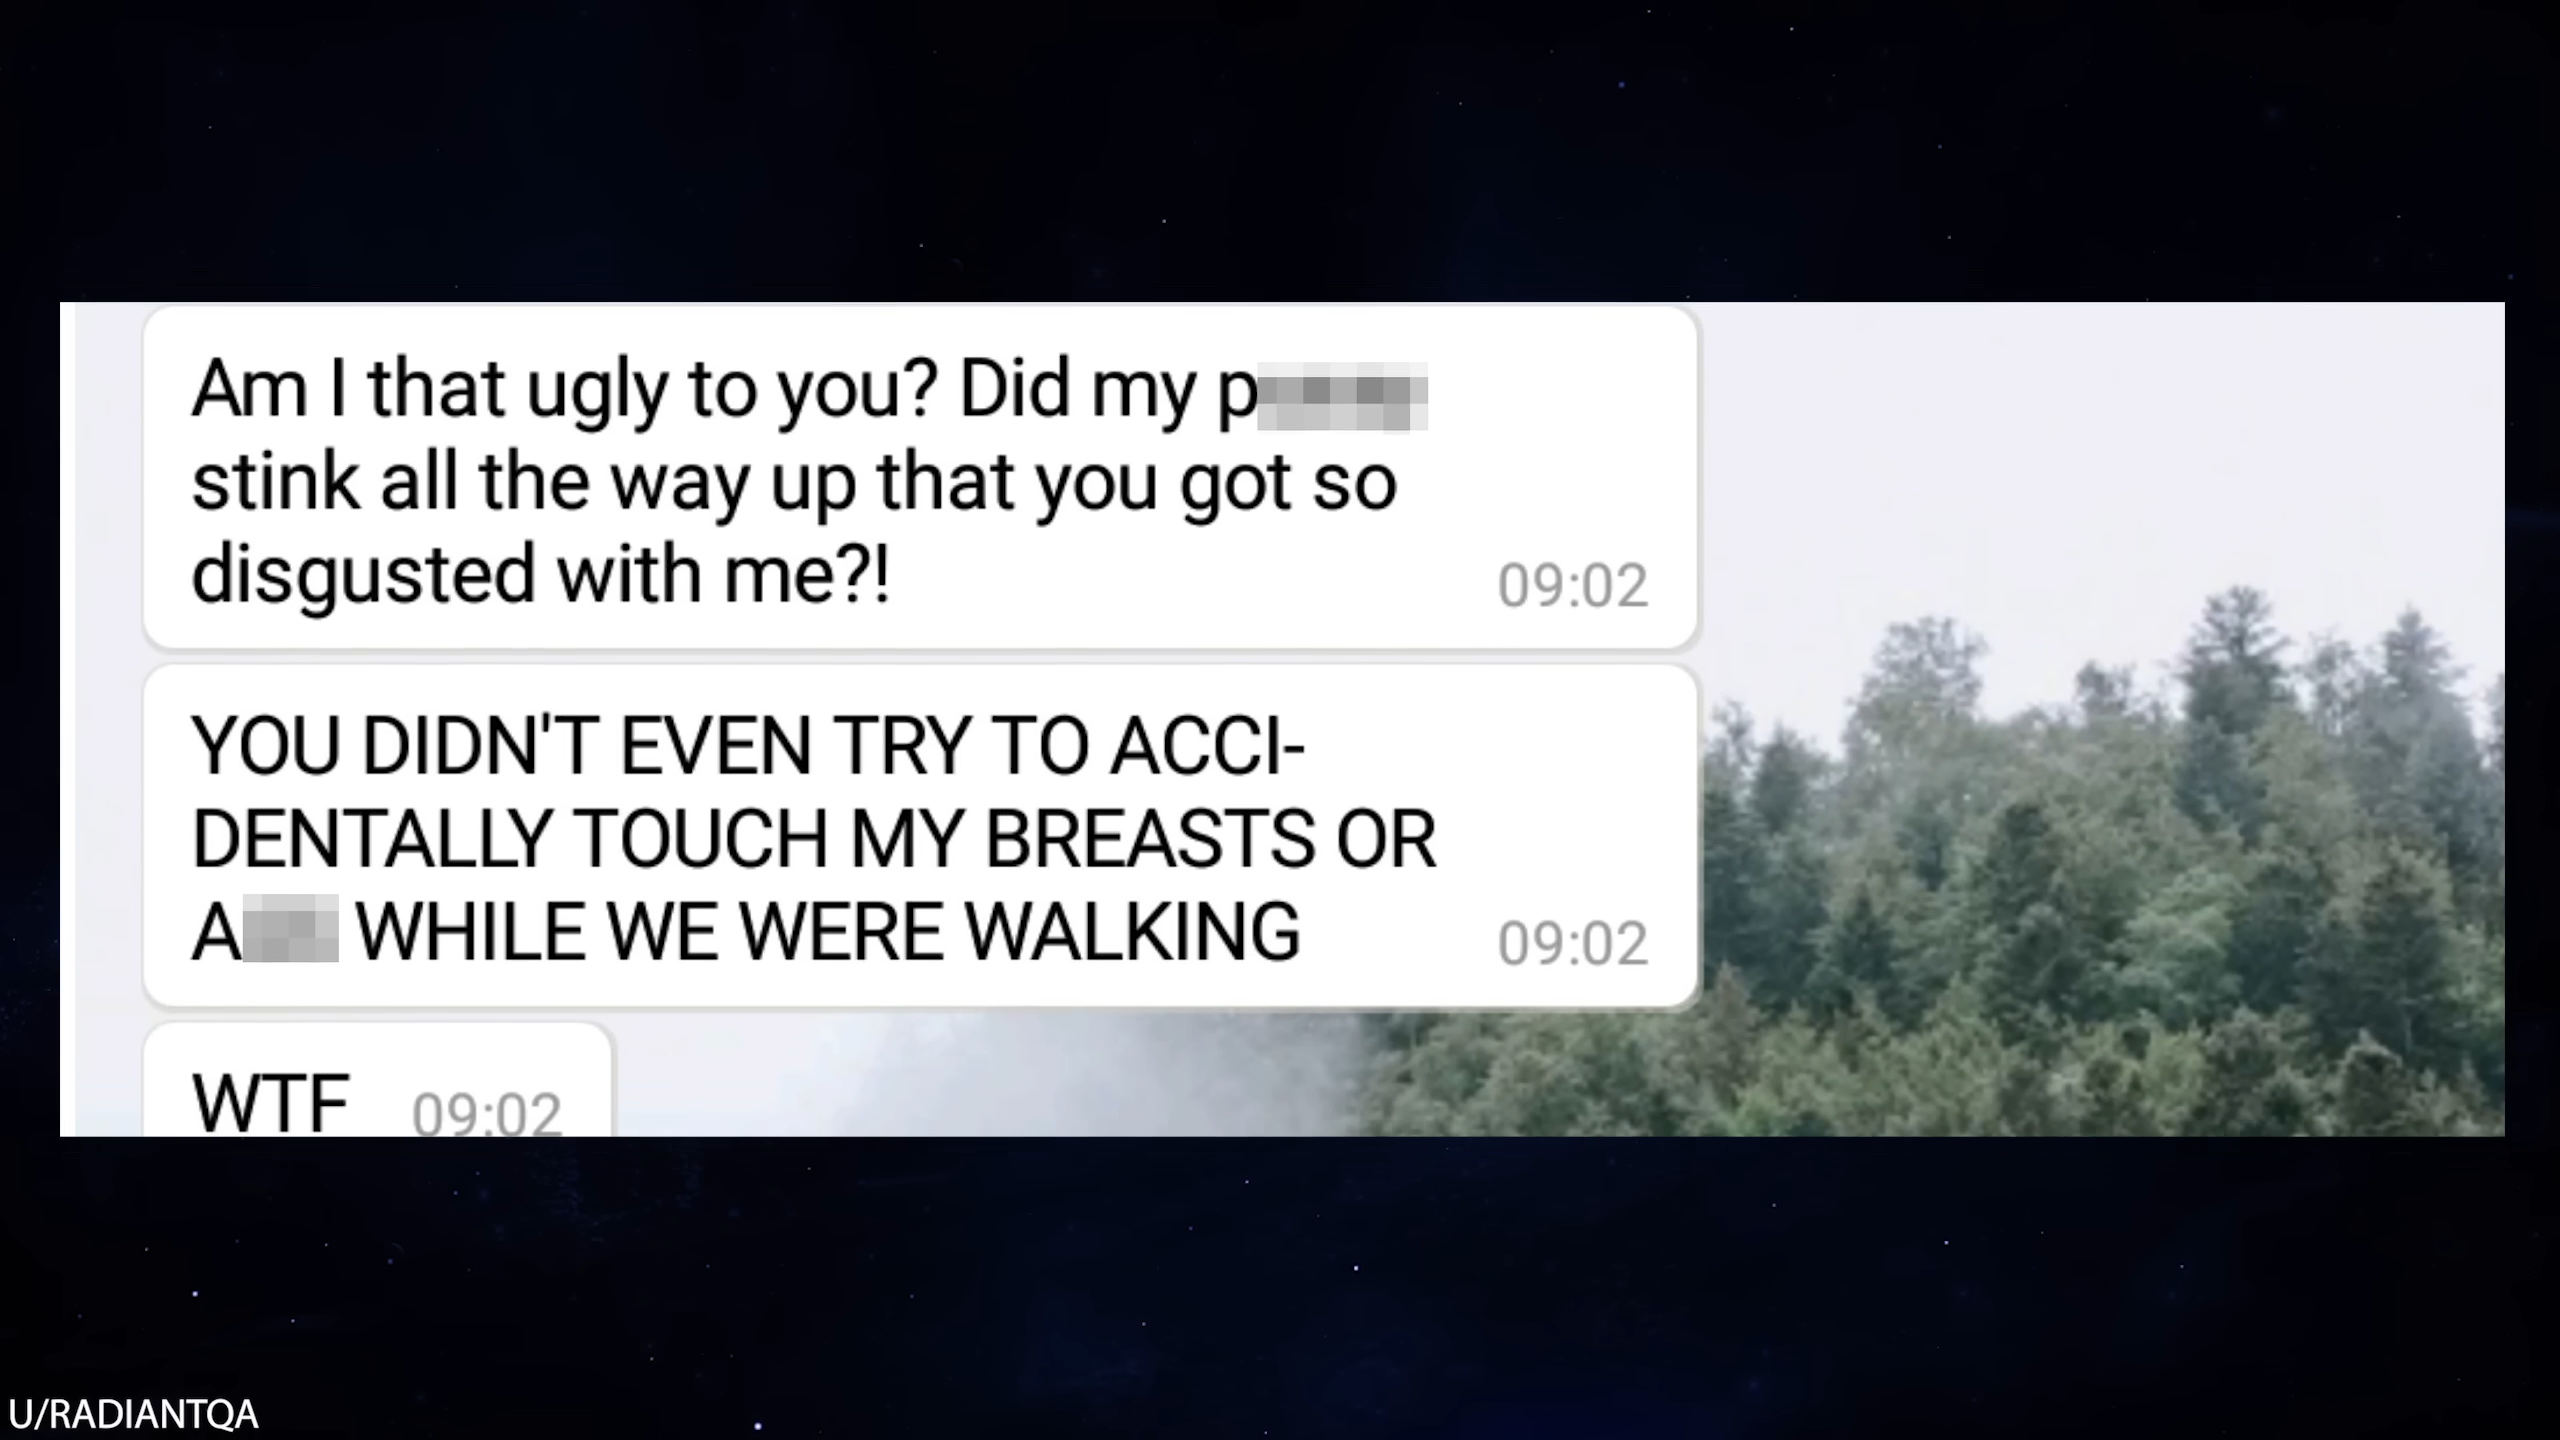 Am I that ugly to you? Did my p
stink all the way up that you got so
disgusted with me?!
09:02
YOU DIDN'T EVEN TRY TO ACCI-
DENTALLY TOUCH MY BREASTS OR
A WHILE WE WERE WALKING
09:02
WTF 09:02
U/RADIANTQA